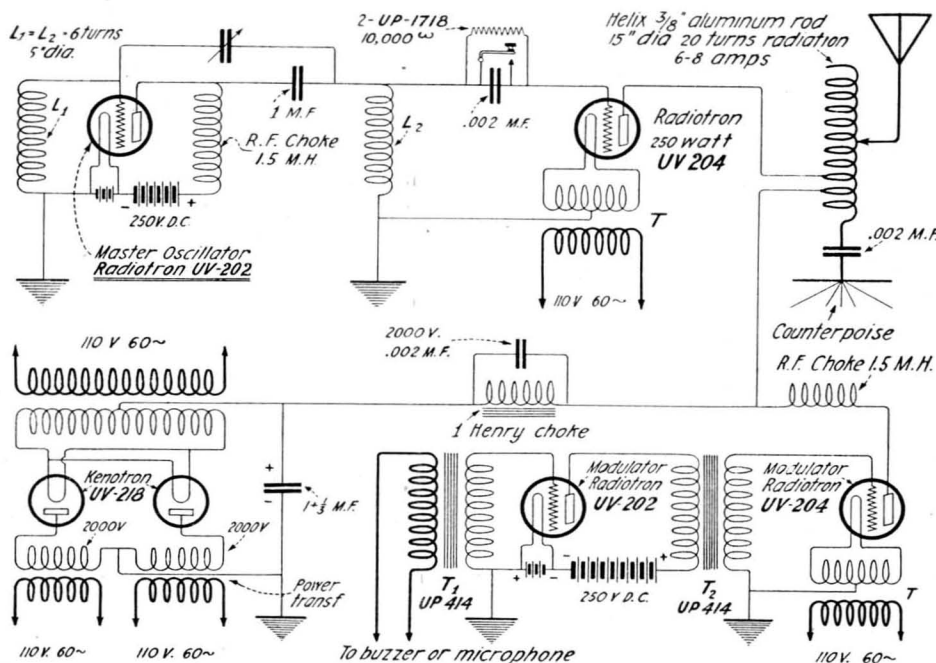 L₁ = L₂ = 6 turns
5" dia.
2- UP-1718
10,000 ω
Helix 3/8" aluminum rod
15" dia 20 turns radiation
6-8 amps
L₁
1 M.F.
R.F. Choke
1.5 M.H.
L₂
.002 M.F.
Radiotron
250 watt
UV 204
- +
250V. D.C.
T
Master Oscillator
Radiotron UV-202
110 V 60~
.002 M.F.
Counterpoise
110 V 60~
2000 V.
.002 M.F.
R.F. Choke 1.5 M.H.
1 Henry choke
Kenotron
UV-218
+
-
1+⅓ M.F.
Modulator
Radiotron
UV-202
Modulator
Radiotron
UV-204
2000V
2000V
Power
transf
+ - - +
250 V D.C.
T₁
UP 414
T₂
UP 414
T
110 V. 60~
110 V. 60~
To buzzer or microphone
110 V. 60~